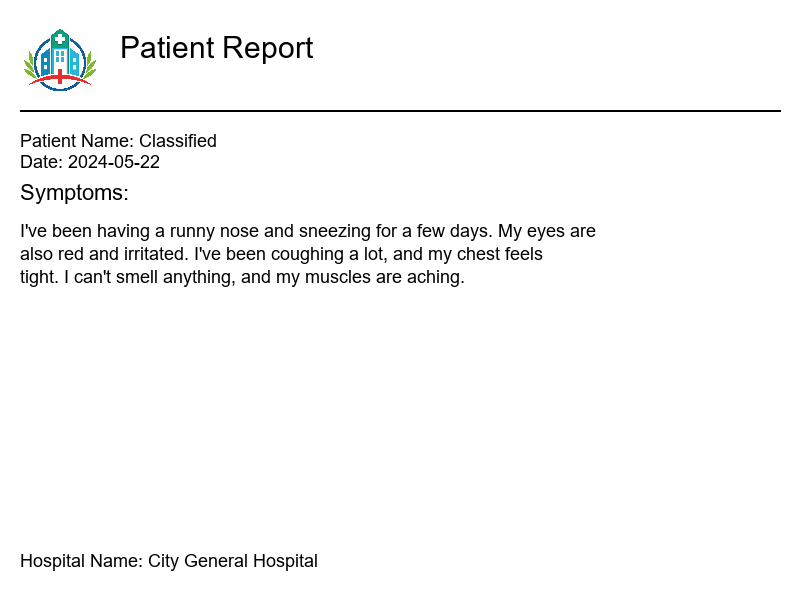 Patient Report
Patient Name: Classified
Date: 2024-05-22
Symptoms:
I've been having a runny nose and sneezing for a few days. My eyes are
also red and irritated. I've been coughing a lot, and my chest feels
tight. I can't smell anything, and my muscles are aching.
Hospital Name: City General Hospital